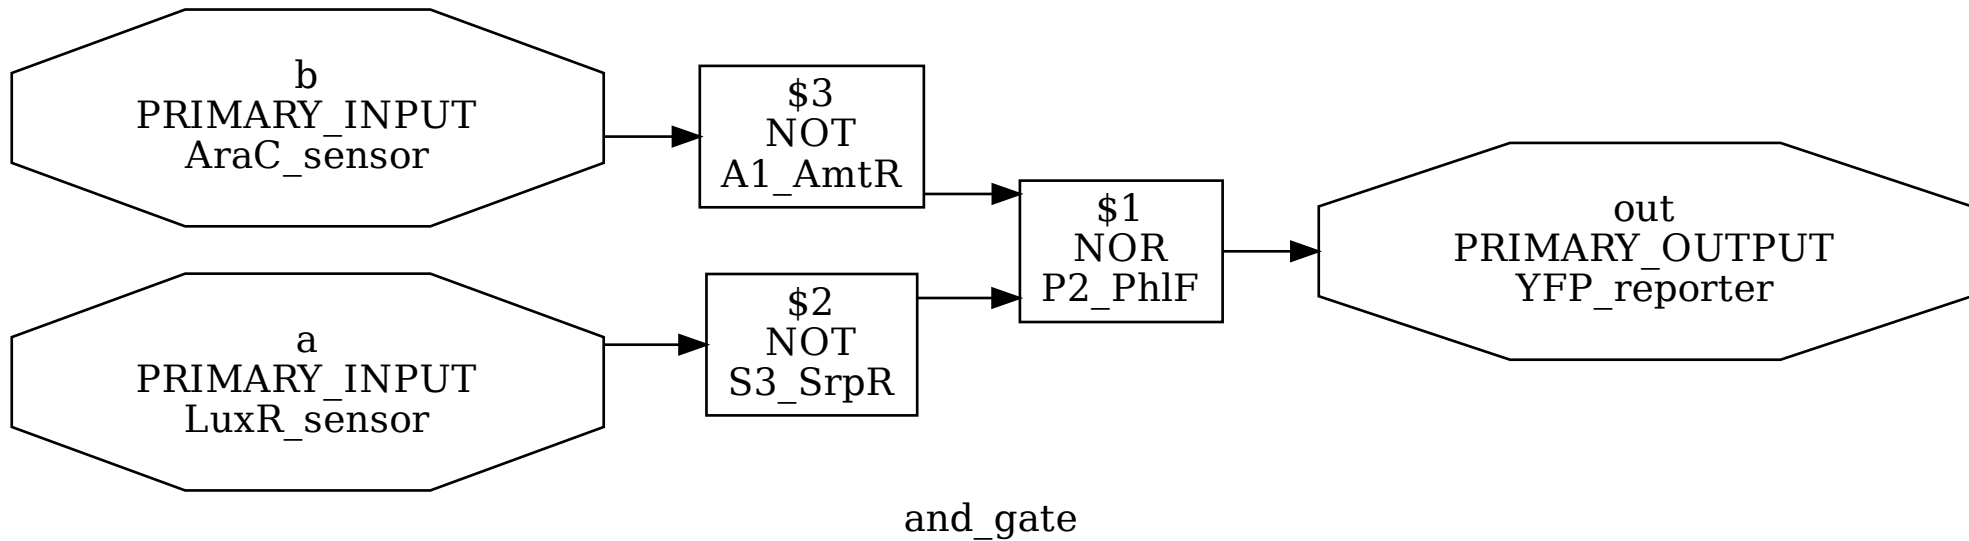 b
PRIMARY_INPUT
AraC_sensor
$3
NOT
A1_AmtR
a
PRIMARY_INPUT
LuxR_sensor
$2
NOT
S3_SrpR
$1
NOR
P2_PhlF
out
PRIMARY_OUTPUT
YFP_reporter
and_gate